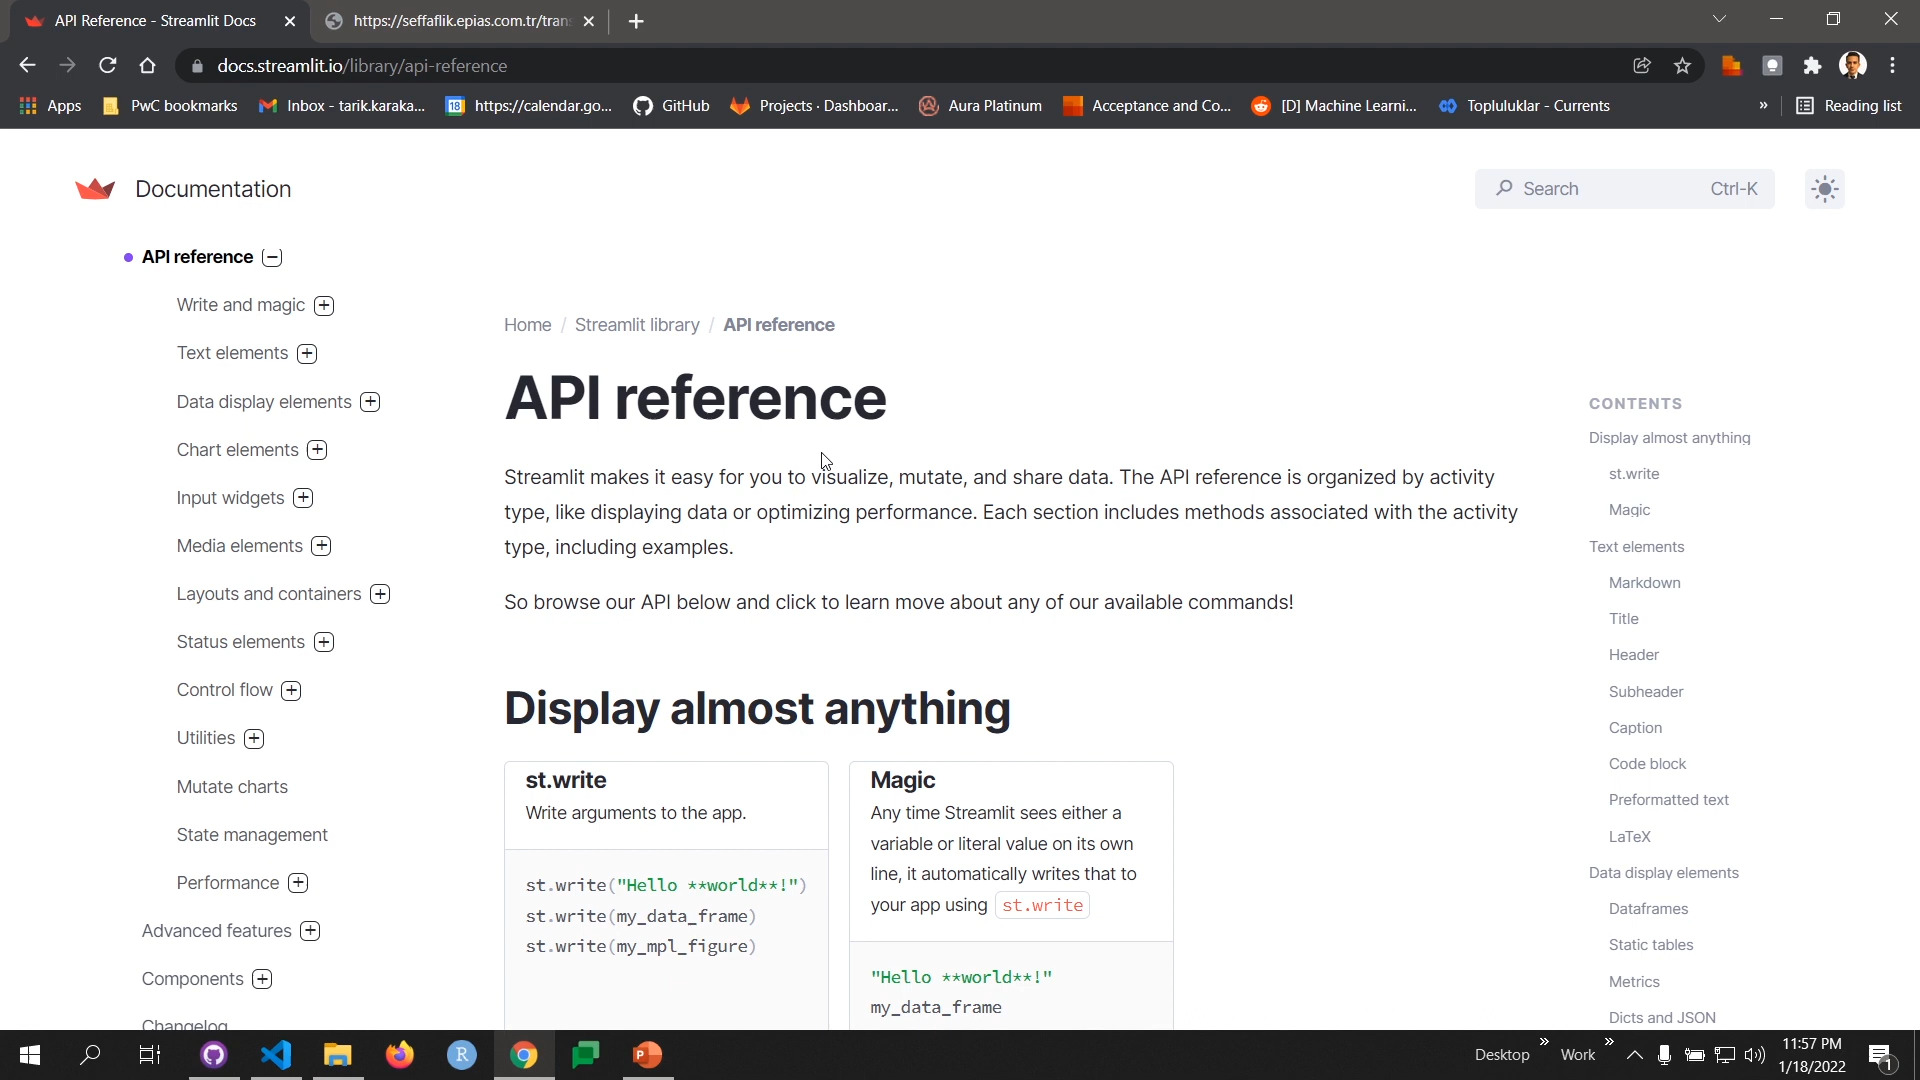 API Reference - Streamlit Docs
https://seffaflik.epias.com.tr/tran
docs.streamlit.io/library/api-reference
Apps
PwC bookmarks
Inbox - tarik.karaka...
18
https://calendar.go...
GitHub
Projects · Dashboar...
Aura Platinum
Acceptance and Co...
[D] Machine Learni...
Topluluklar - Currents
»
Reading list
Documentation
Search
Ctrl-K
API reference
Write and magic
Text elements
Data display elements
Chart elements
Input widgets
Media elements
Layouts and containers
Status elements
Control flow
Utilities
Mutate charts
State management
Performance
Advanced features
Components
Changelog
Home / Streamlit library / API reference
API reference
Streamlit makes it easy for you to visualize, mutate, and share data. The API reference is organized by activity
type, like displaying data or optimizing performance. Each section includes methods associated with the activity
type, including examples.
So browse our API below and click to learn move about any of our available commands!
Display almost anything
st.write
Write arguments to the app.
st.write("Hello **world**!")
st.write(my_data_frame)
st.write(my_mpl_figure)
Magic
Any time Streamlit sees either a
variable or literal value on its own
line, it automatically writes that to
your app using st.write
"Hello **world**!"
my_data_frame
CONTENTS
Display almost anything
st.write
Magic
Text elements
Markdown
Title
Header
Subheader
Caption
Code block
Preformatted text
LaTeX
Data display elements
Dataframes
Static tables
Metrics
Dicts and JSON
R
P
Desktop
»
Work
»
11:57 PM
1/18/2022
1